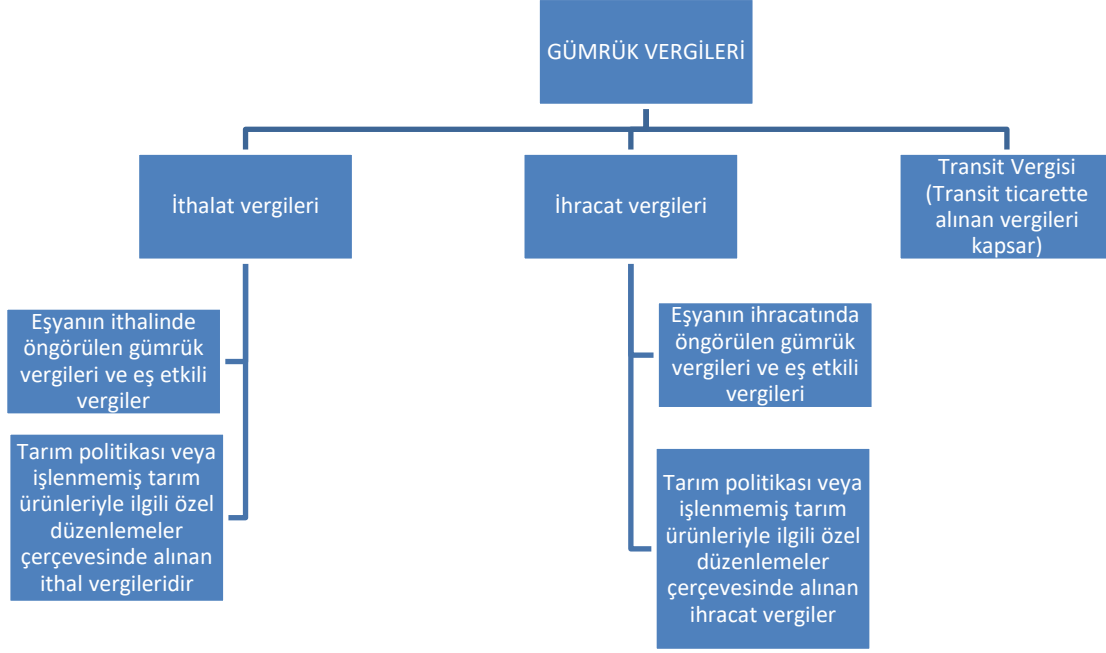 GÜMRÜK VERGİLERİ
İthalat vergileri
İhracat vergileri
Transit Vergisi
(Transit ticarette
alınan vergileri
kapsar)
Eşyanın ithalinde
öngörülen gümrük
vergileri ve eş etkili
vergiler
Eşyanın ihracatında
öngörülen gümrük
vergileri ve eş etkili
vergileri
Tarım politikası veya
işlenmemiş tarım
ürünleriyle ilgili özel
düzenlemeler
çerçevesinde alınan
ithal vergileridir
Tarım politikası veya
işlenmemiş tarım
ürünleriyle ilgili özel
düzenlemeler
çerçevesinde alınan
ihracat vergiler